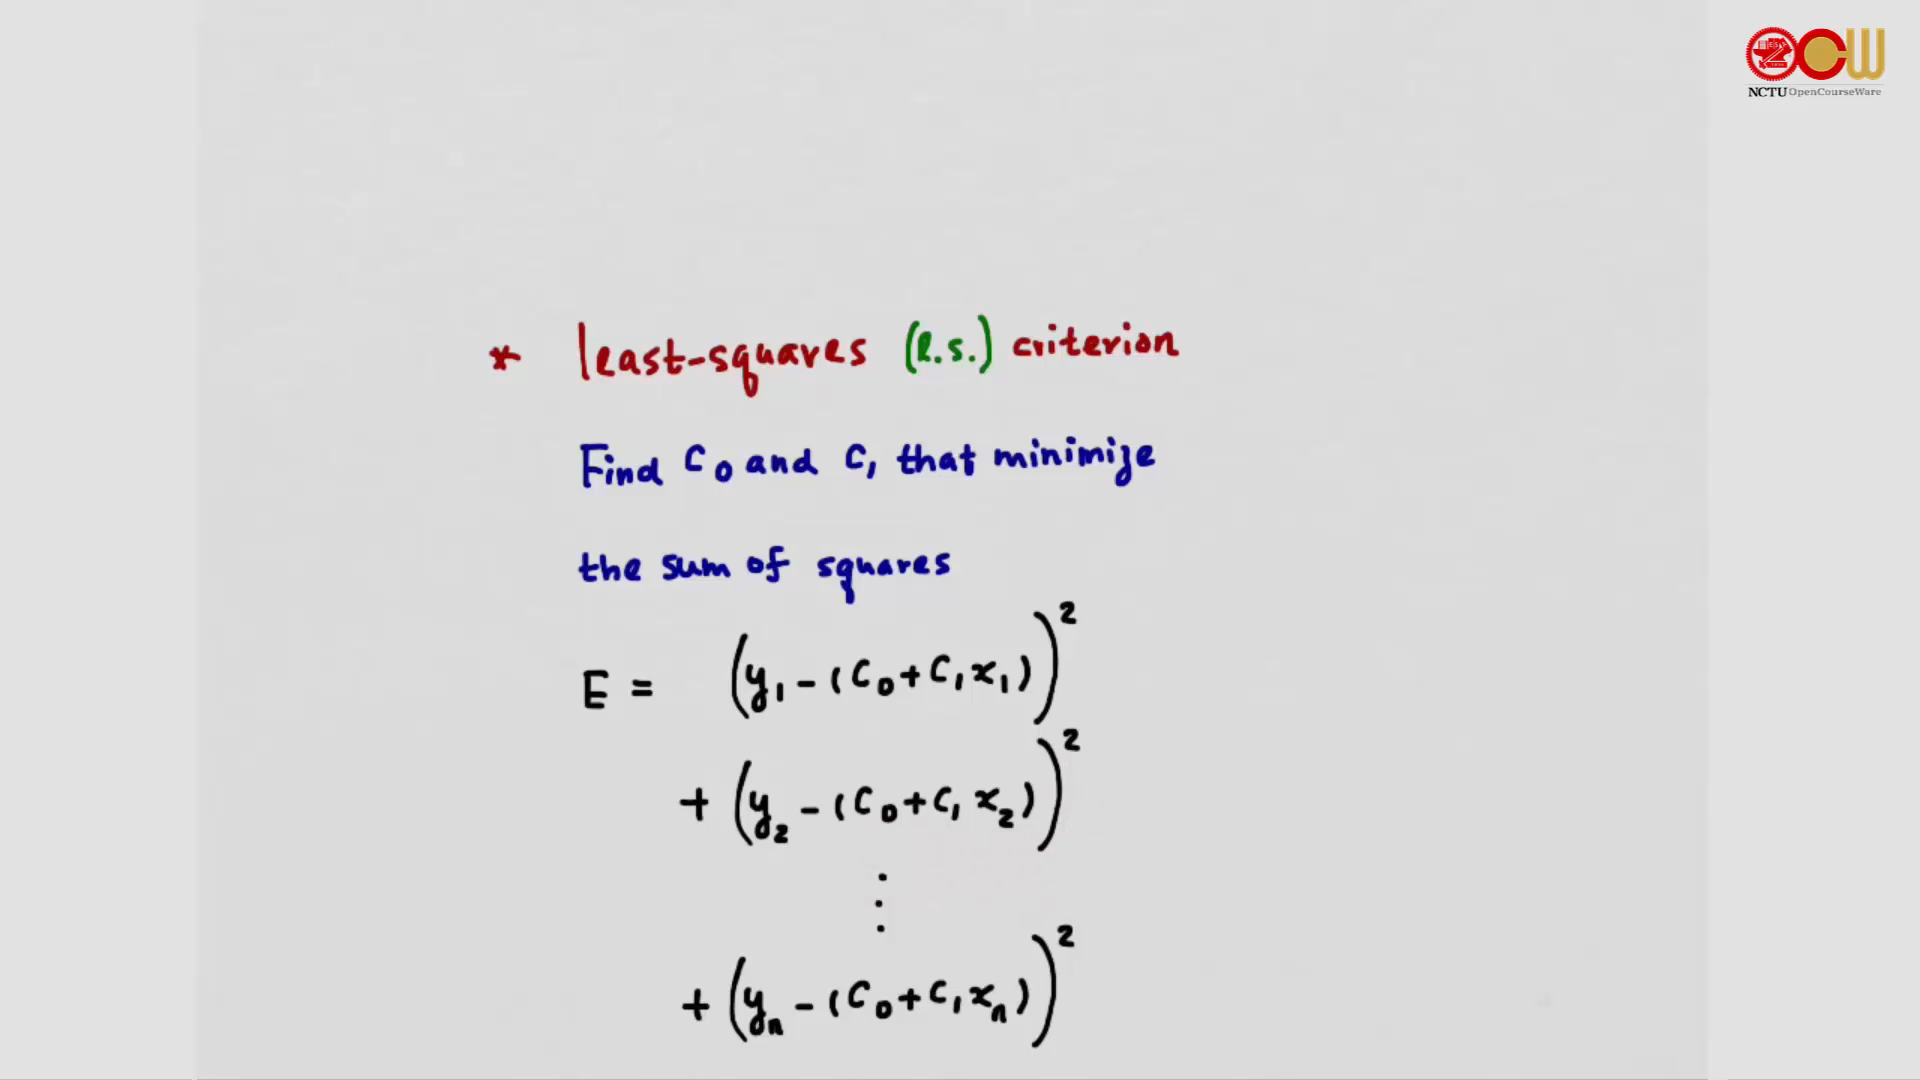 OCW
NCTU OpenCourseWare
* least-squares (l.s.) criterion
Find C₀ and C₁ that minimize
the sum of squares
E = (y₁ - (C₀ + C₁x₁))²
+ (y₂ - (C₀ + C₁x₂))²
⋮
+ (yₙ - (C₀ + C₁xₙ))²